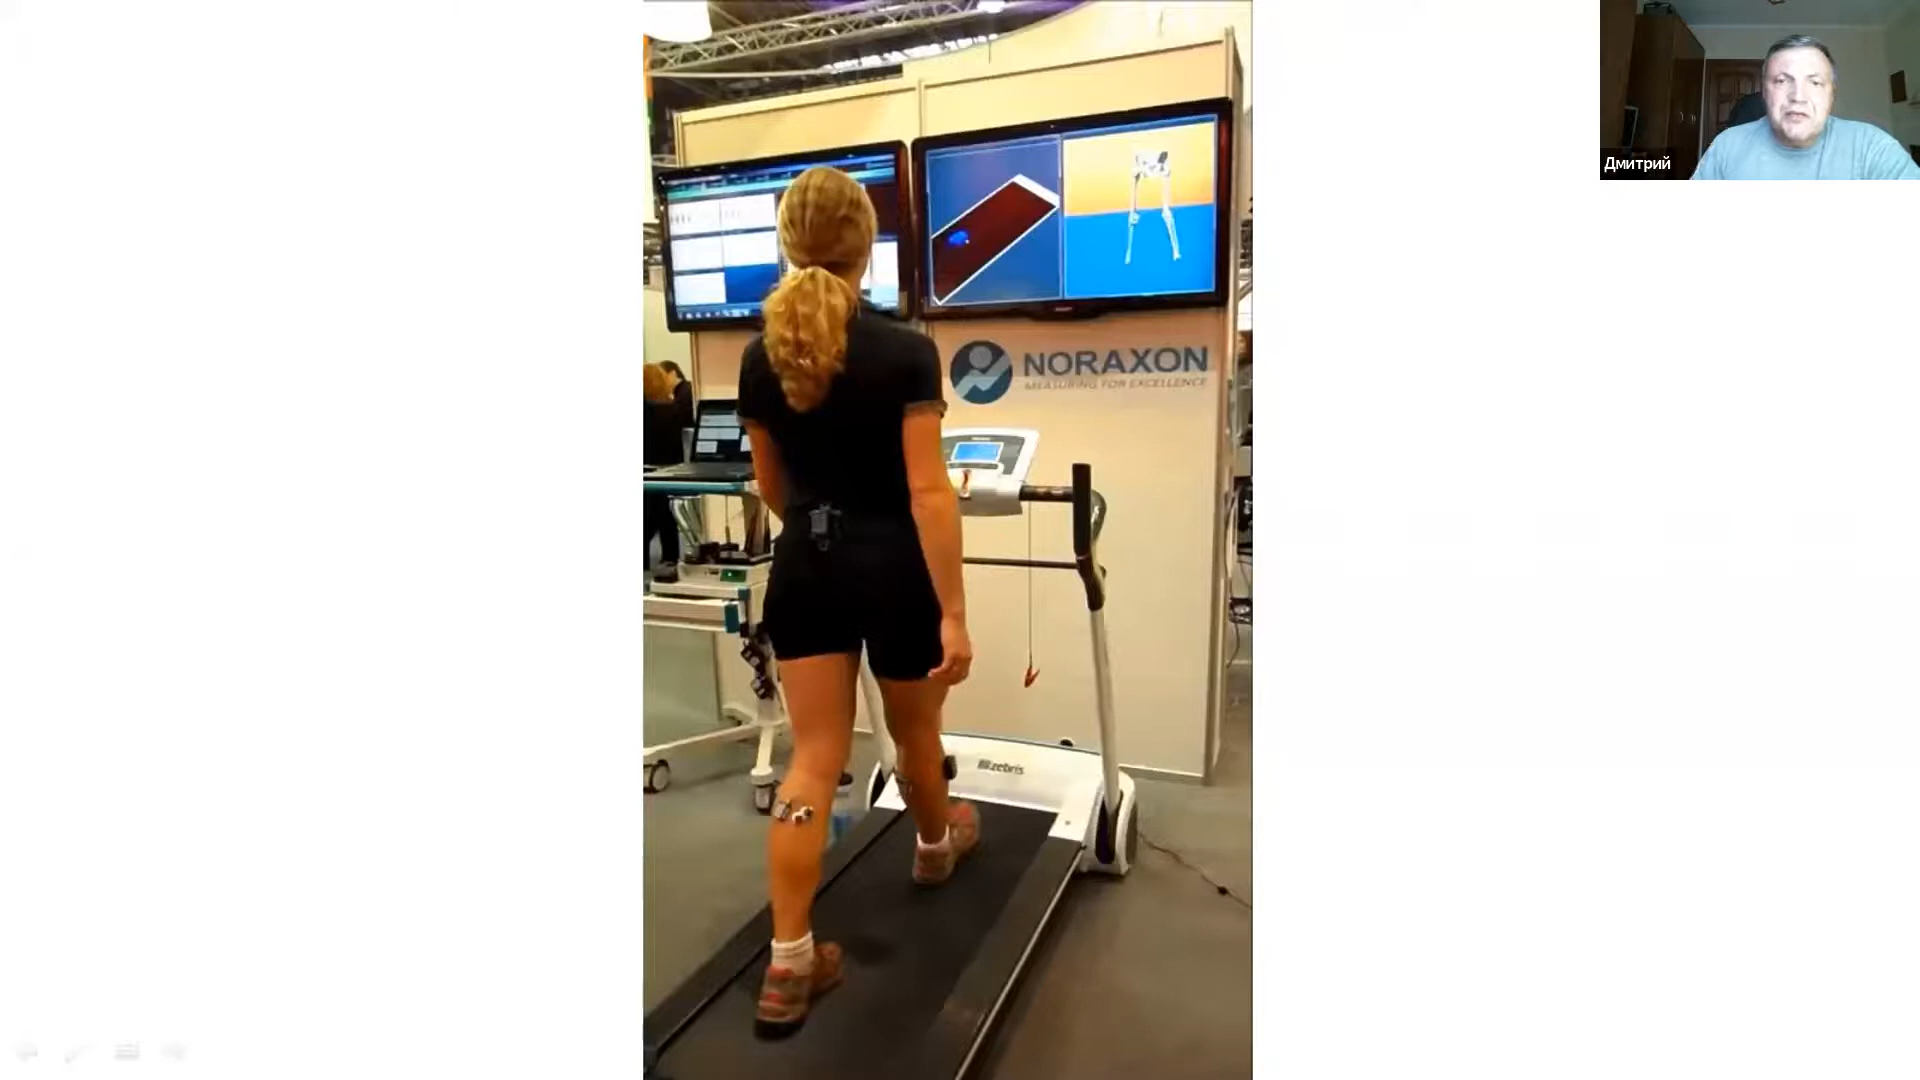 Дмитрий
NORAXON
MEASURING FOR EXCELLENCE
zebris